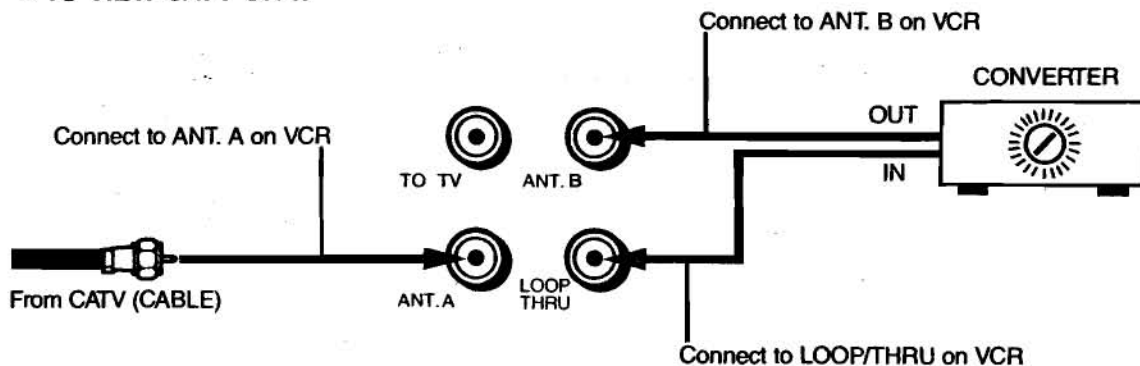 Connect to ANT. B on VCR
CONVERTER
OUT
Connect to ANT. A on VCR
TO TV
ANT. B
IN
From CATV (CABLE)
ANT. A
LOOP
THRU
Connect to LOOP/THRU on VCR